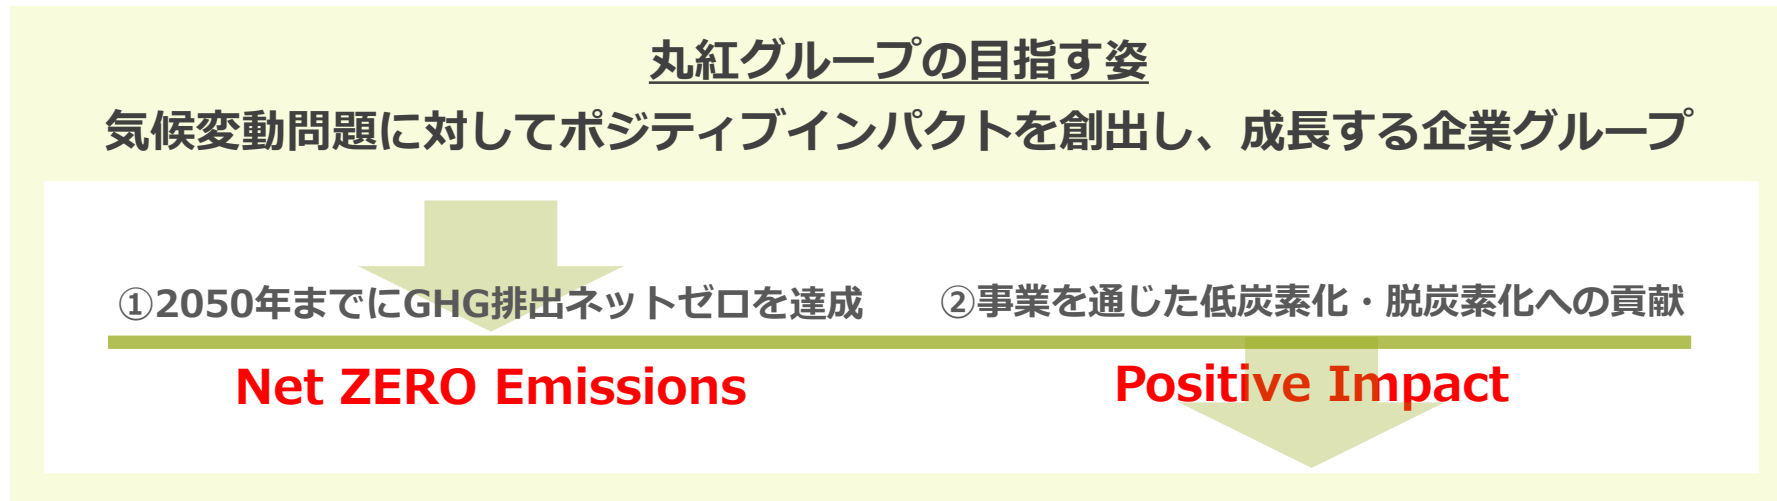 丸紅グループの目指す姿
気候変動問題に対してポジティブインパクトを創出し、成長する企業グループ
①2050年までにGHG排出ネットゼロを達成
②事業を通じた低炭素化・脱炭素化への貢献
Net ZERO Emissions
Positive Impact